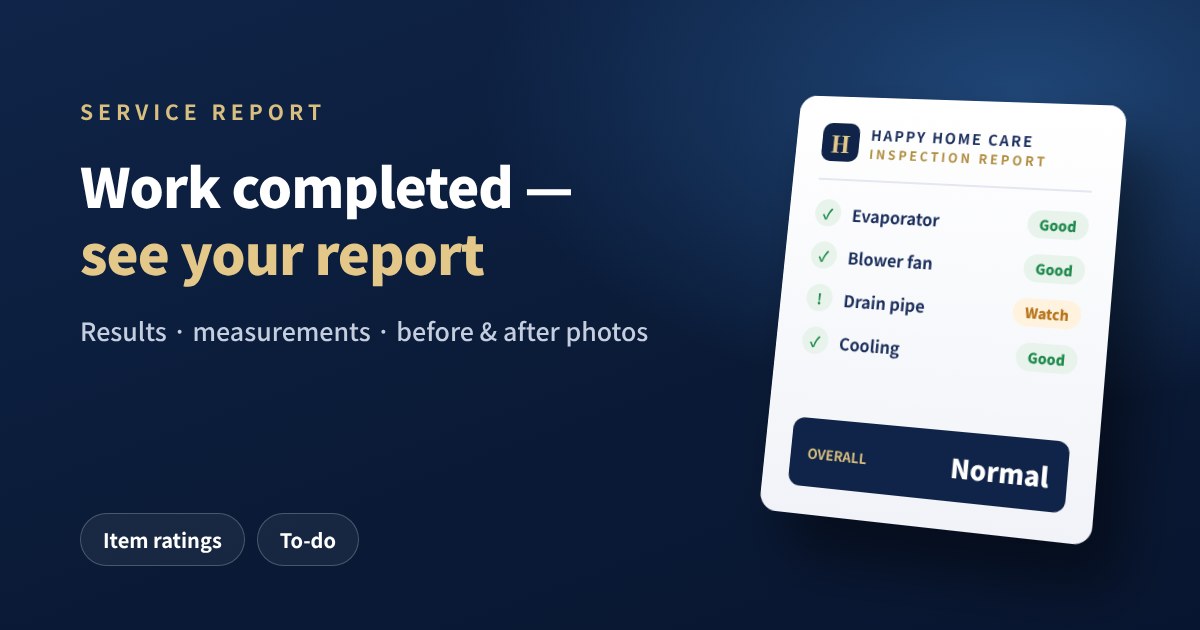 SERVICE REPORT
Work completed —
see your report
Results · measurements · before & after photos
Item ratings
To-do
H
HAPPY HOME CARE
INSPECTION REPORT
✓ Evaporator Good
✓ Blower fan Good
! Drain pipe Watch
✓ Cooling Good
OVERALL Normal